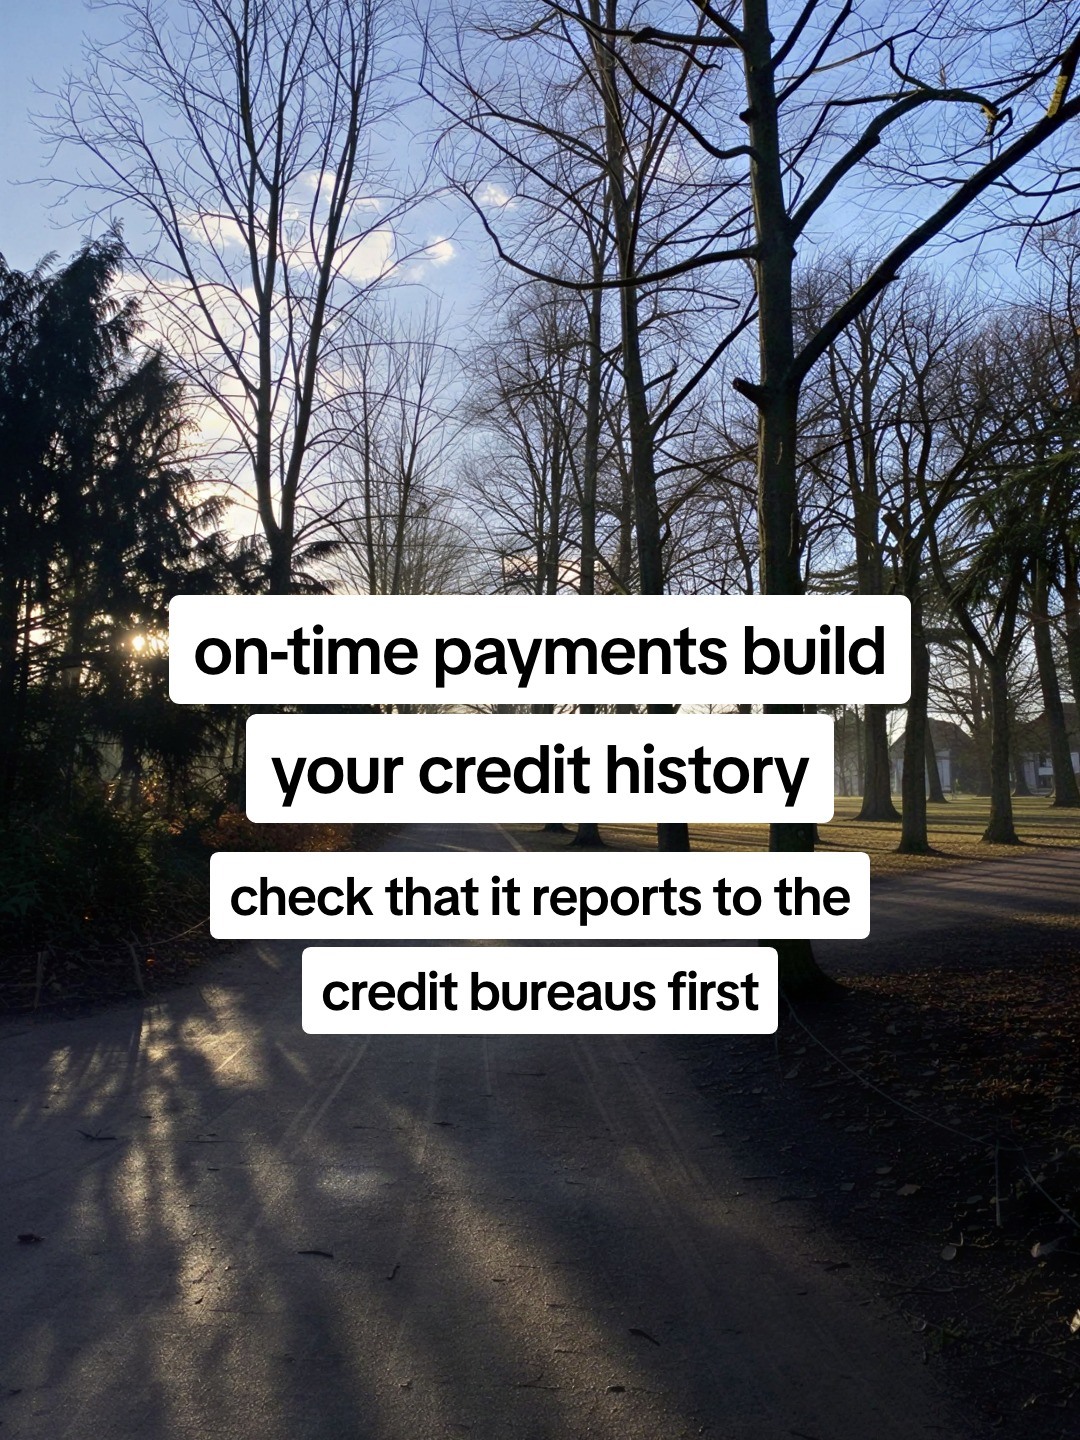 on-time payments build
your credit history
check that it reports to the
credit bureaus first